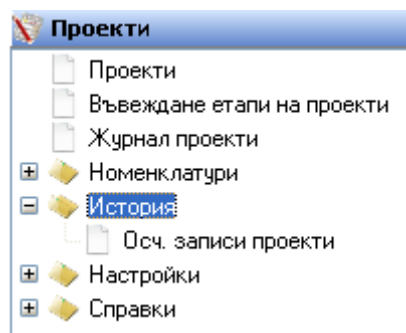 Проекти
Проекти
Въвеждане етапи на проекти
Журнал проекти
Номенклатури
История
Осч. записи проекти
Настройки
Справки